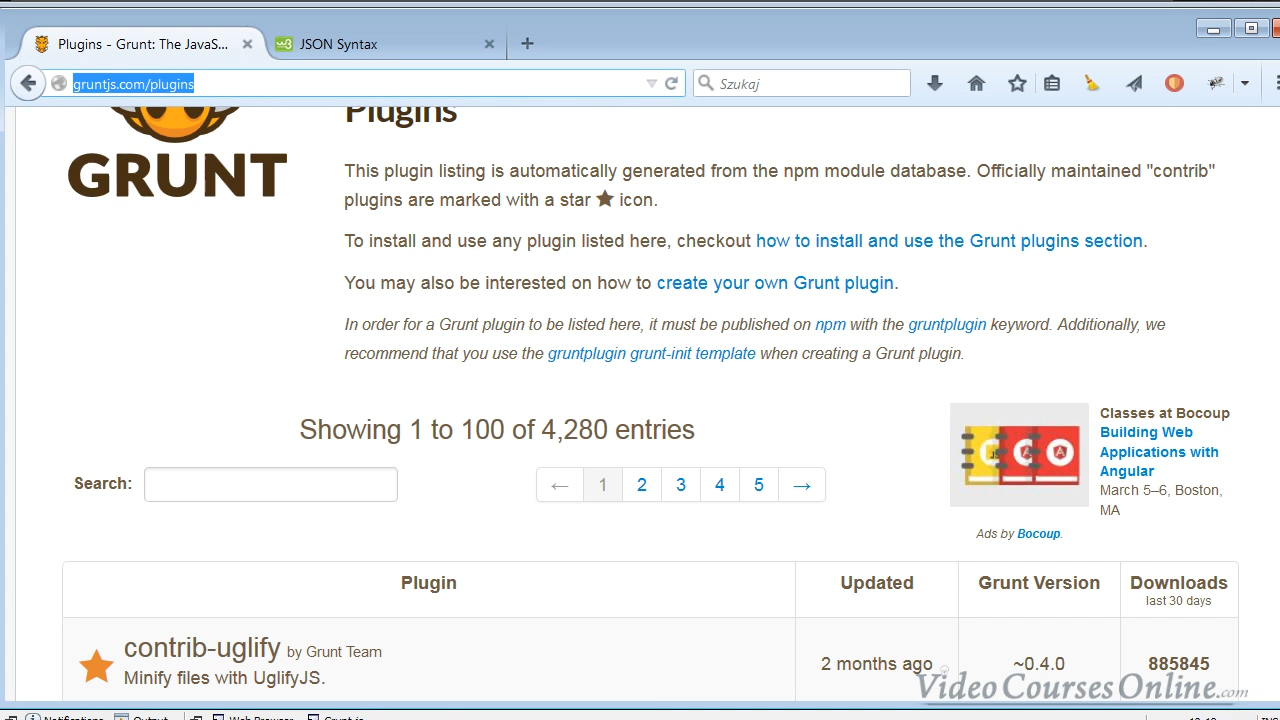 Plugins - Grunt: The JavaS...
JSON Syntax
gruntjs.com/plugins
Szukaj
GRUNT
Plugins
This plugin listing is automatically generated from the npm module database. Officially maintained "contrib"
plugins are marked with a star ★ icon.
To install and use any plugin listed here, checkout how to install and use the Grunt plugins section.
You may also be interested on how to create your own Grunt plugin.
In order for a Grunt plugin to be listed here, it must be published on npm with the gruntplugin keyword. Additionally, we
recommend that you use the gruntplugin grunt-init template when creating a Grunt plugin.
Showing 1 to 100 of 4,280 entries
Search:
← 1 2 3 4 5 →
Classes at Bocoup
Building Web
Applications with
Angular
March 5–6, Boston,
MA
Ads by Bocoup.
Plugin Updated Grunt Version Downloads
last 30 days
contrib-uglify by Grunt Team
Minify files with UglifyJS.
2 months ago ~0.4.0 885845
VideoCoursesOnline.com
Notifications Output Web Browser